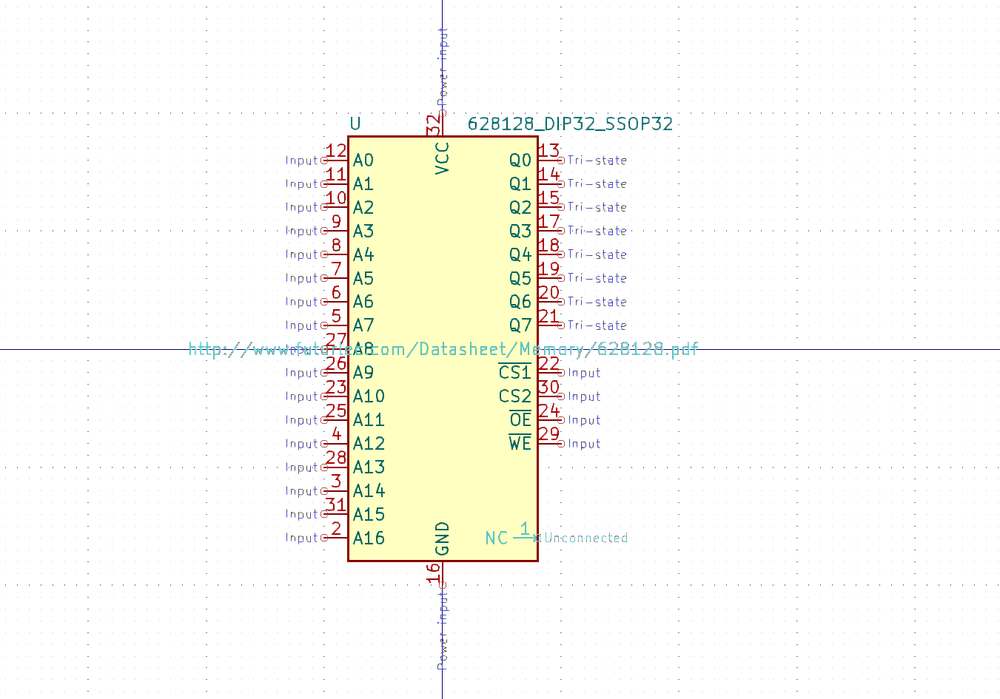 Power input
32
U 628128_DIP32_SSOP32
VCC
Input 12 A0 Q0 13 Tri-state
Input 11 A1 Q1 14 Tri-state
Input 10 A2 Q2 15 Tri-state
Input 9 A3 Q3 17 Tri-state
Input 8 A4 Q4 18 Tri-state
Input 7 A5 Q5 19 Tri-state
Input 6 A6 Q6 20 Tri-state
Input 5 A7 Q7 21 Tri-state
Input 27 A8
http://www.futurlec.com/Datasheet/Memory/628128.pdf
Input 26 A9 CS1 22 Input
Input 23 A10 CS2 30 Input
Input 25 A11 OE 24 Input
Input 4 A12 WE 29 Input
Input 28 A13
Input 3 A14
Input 31 A15
Input 2 A16 NC 1 Unconnected
GND
16
Power input